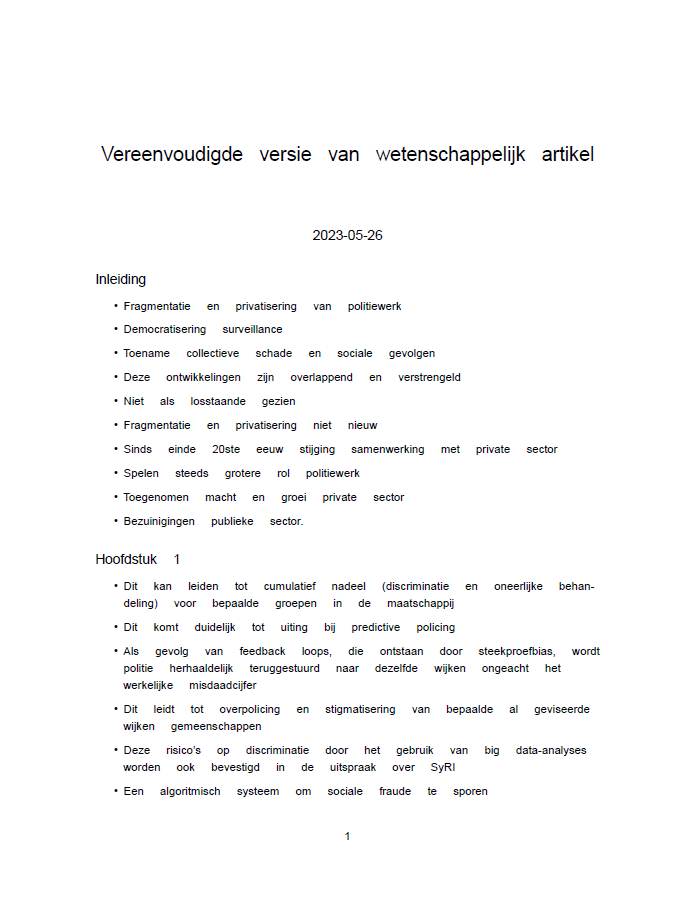 Vereenvoudigde versie van wetenschappelijk artikel
2023-05-26
Inleiding
• Fragmentatie en privatisering van politiewerk
• Democratisering surveillance
• Toename collectieve schade en sociale gevolgen
• Deze ontwikkelingen zijn overlappend en verstrengeld
• Niet als losstaande gezien
• Fragmentatie en privatisering niet nieuw
• Sinds einde 20ste eeuw stijging samenwerking met private sector
• Spelen steeds grotere rol politiewerk
• Toegenomen macht en groei private sector
• Bezuinigingen publieke sector.
Hoofdstuk 1
• Dit kan leiden tot cumulatief nadeel (discriminatie en oneerlijke behan-
deling) voor bepaalde groepen in de maatschappij
• Dit komt duidelijk tot uiting bij predictive policing
• Als gevolg van feedback loops, die ontstaan door steekproefbias, wordt
politie herhaaldelijk teruggestuurd naar dezelfde wijken ongeacht het
werkelijke misdaadcijfer
• Dit leidt tot overpolicing en stigmatisering van bepaalde al geviseerde
wijken gemeenschappen
• Deze risico's op discriminatie door het gebruik van big data-analyses
worden ook bevestigd in de uitspraak over SyRI
• Een algoritmisch systeem om sociale fraude te sporen
1